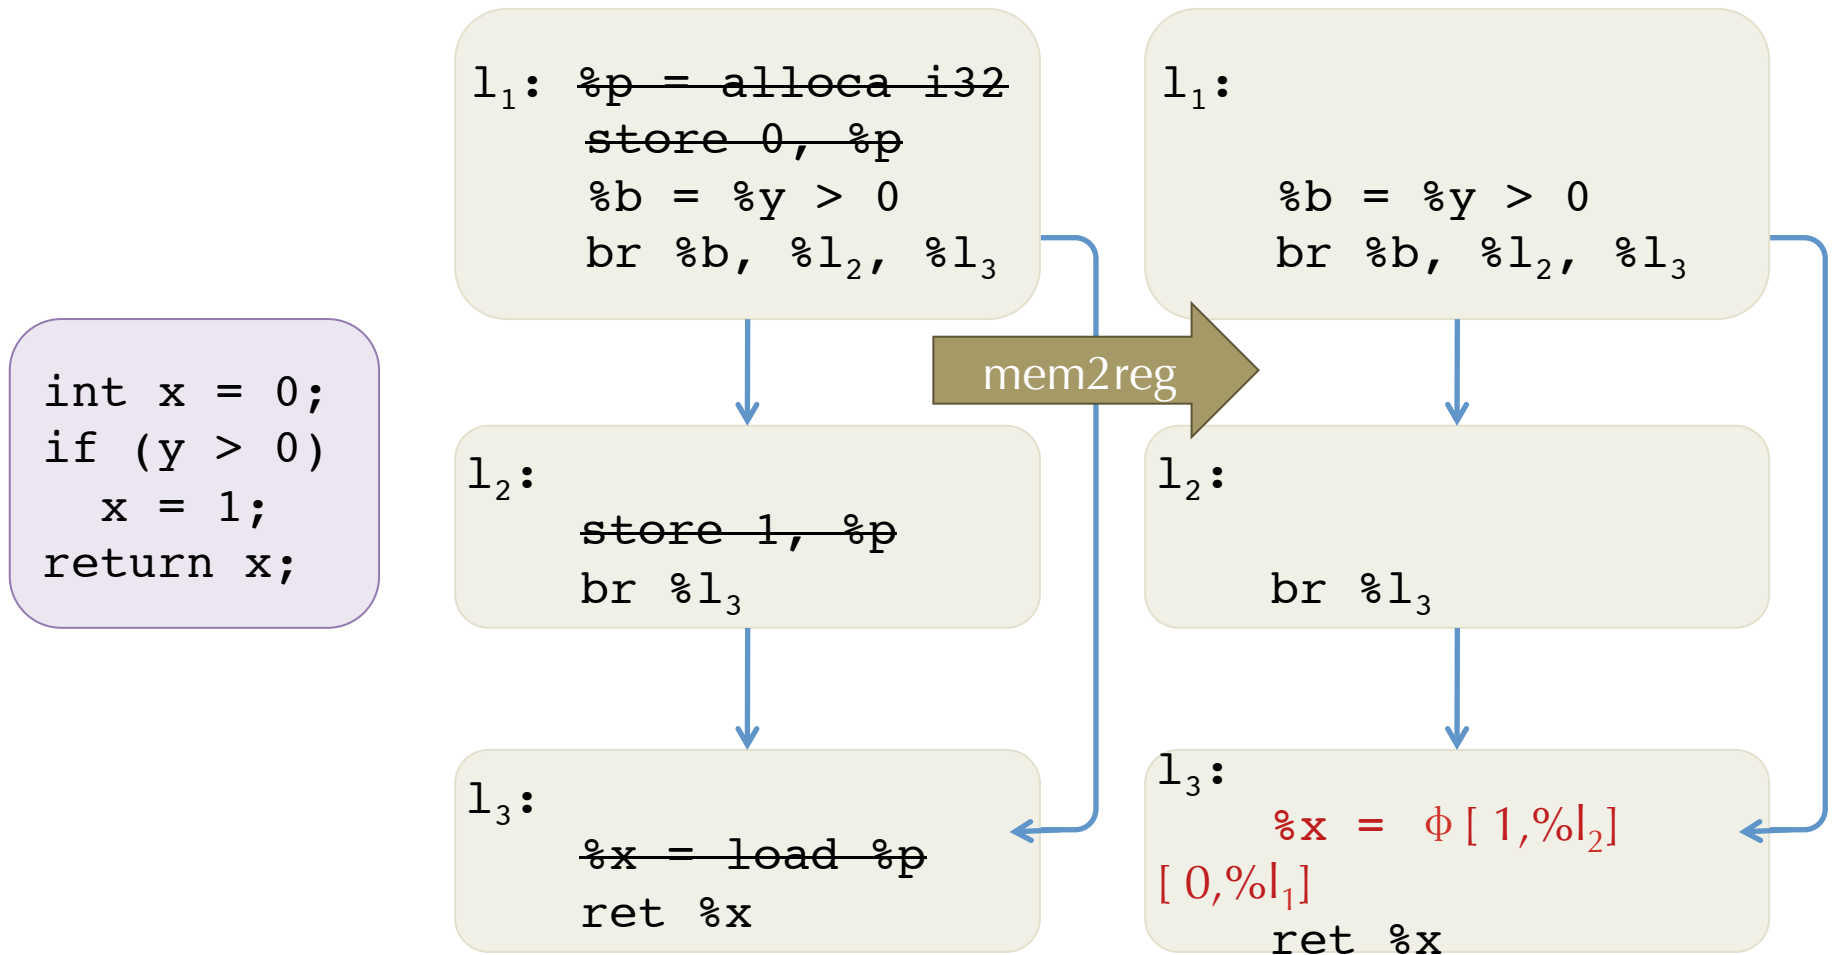 int x = 0;
if (y > 0)
  x = 1;
return x;
l₁: %p = alloca i32
store 0, %p
%b = %y > 0
br %b, %l₂, %l₃
l₂:
store 1, %p
br %l₃
l₃:
%x = load %p
ret %x
mem2reg
l₁:
%b = %y > 0
br %b, %l₂, %l₃
l₂:
br %l₃
l₃:
%x = ϕ[ 1,%l₂]
[ 0,%l₁]
ret %x